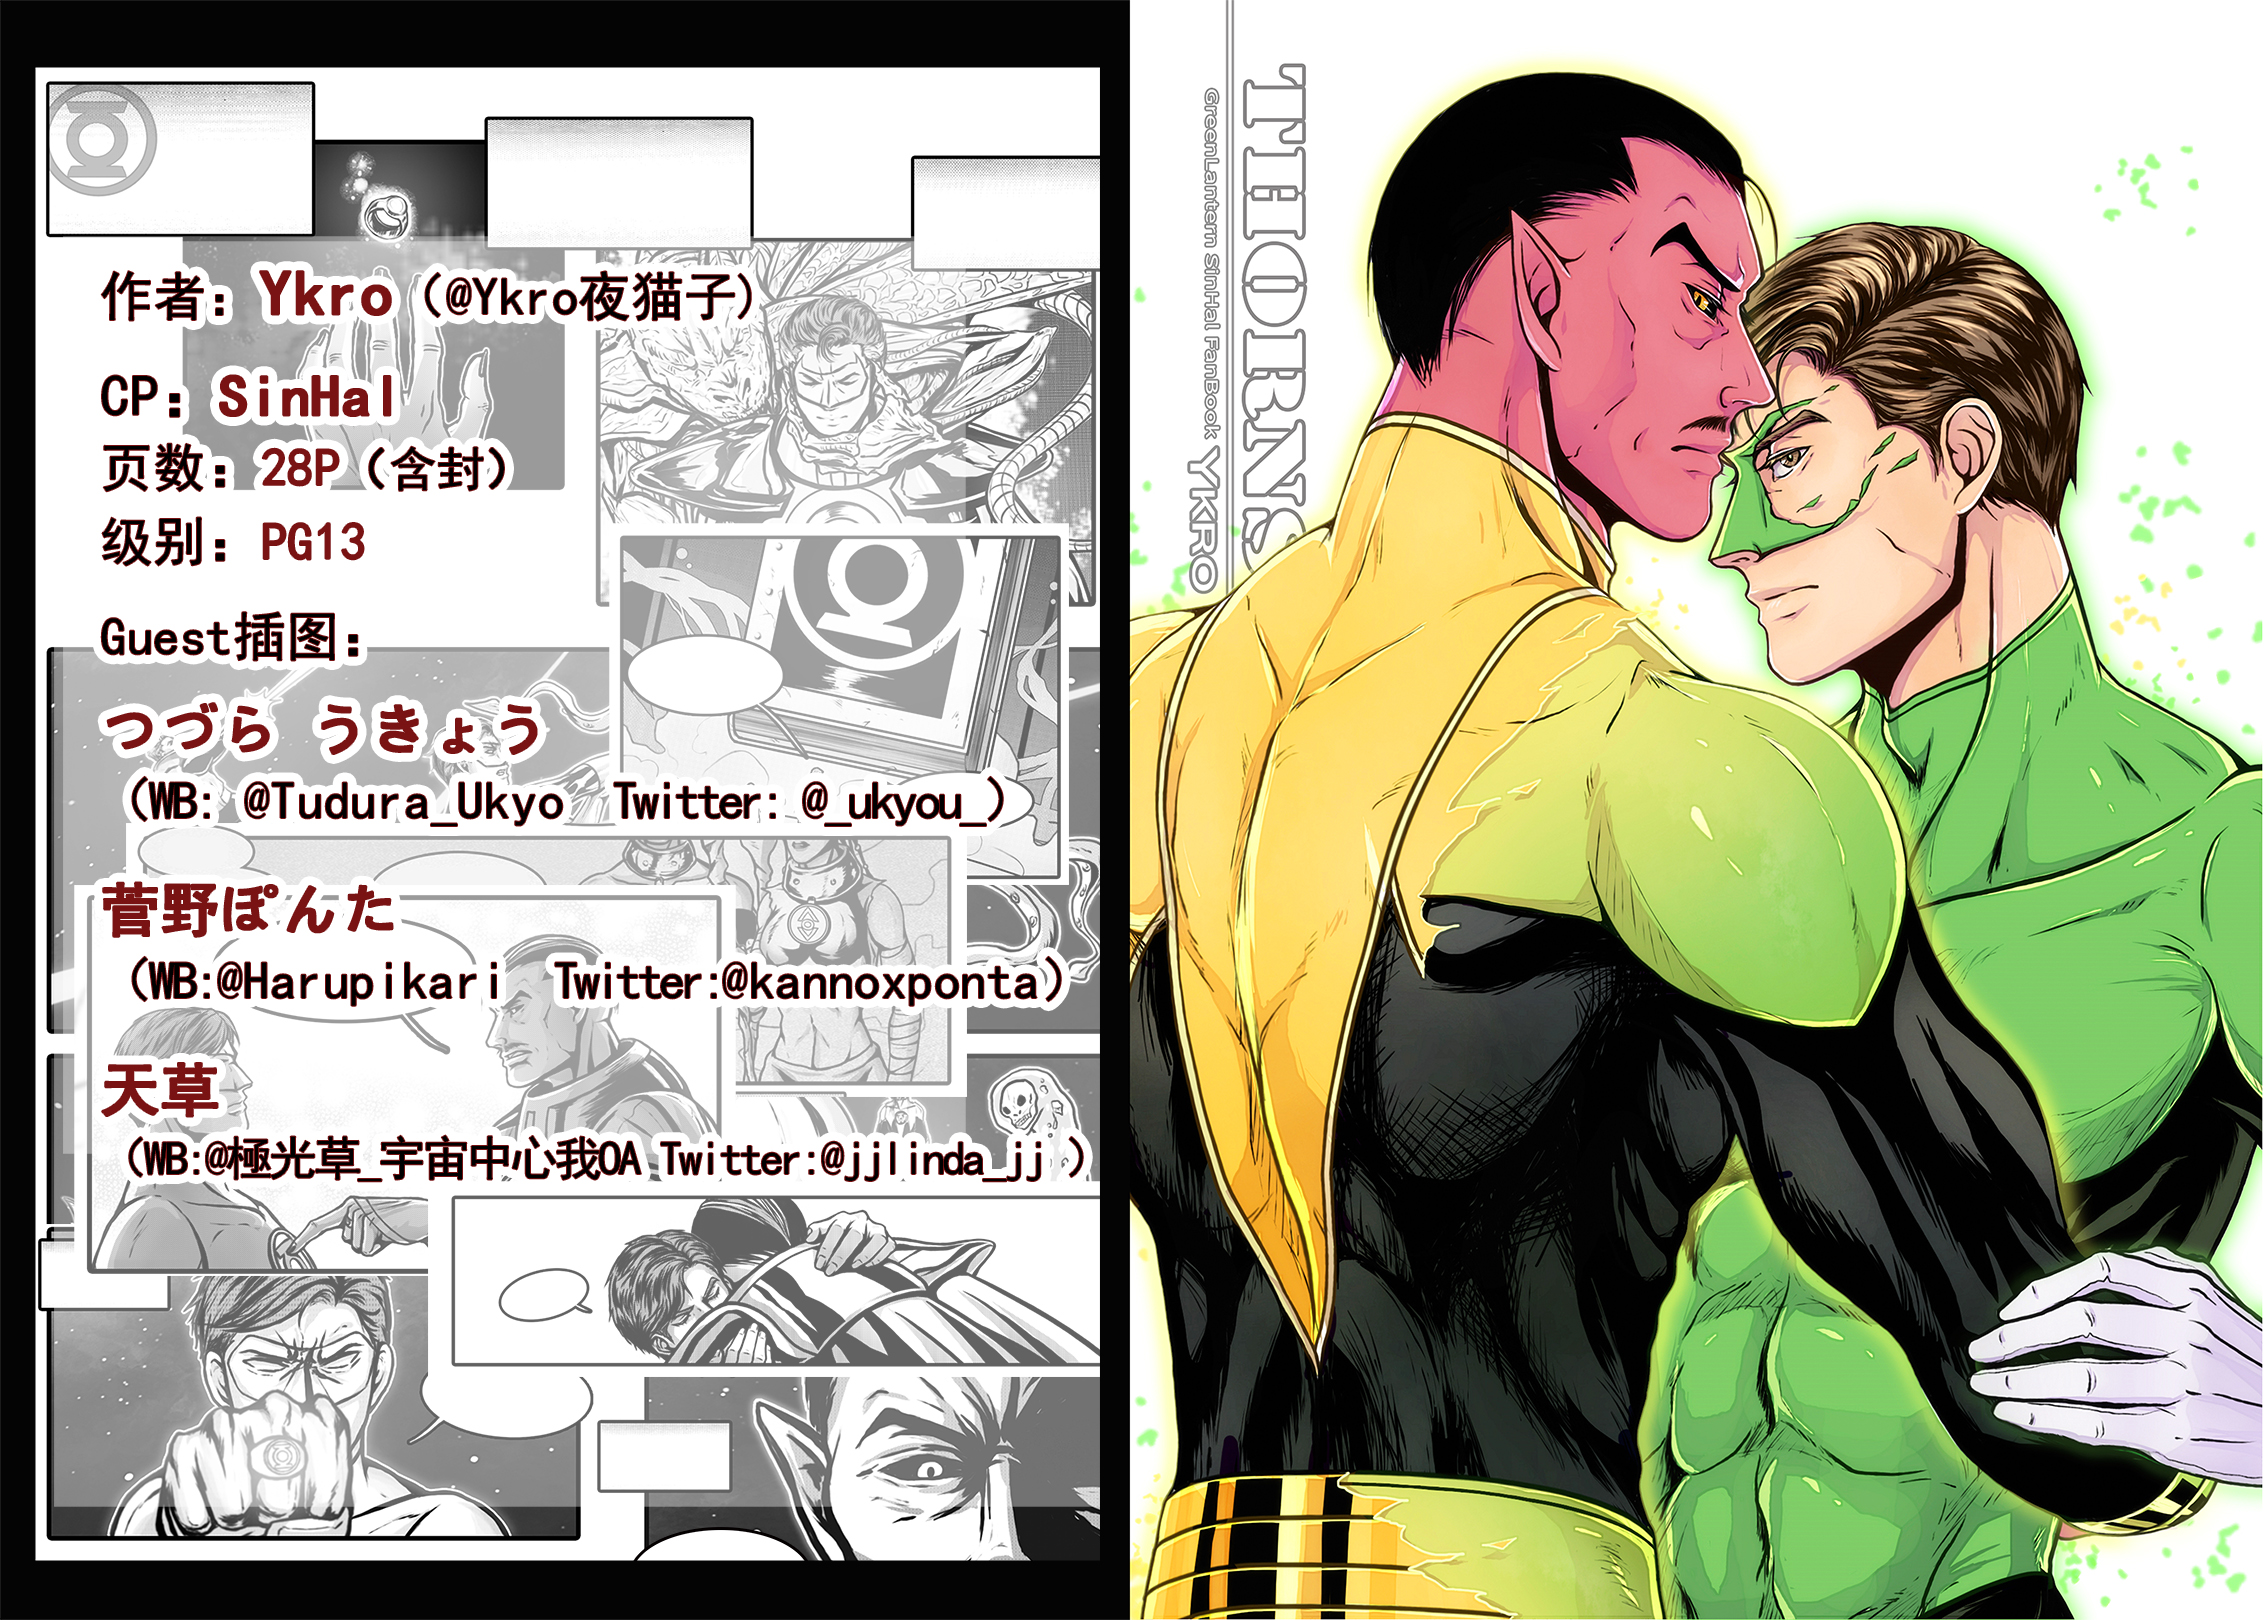 作者：Ykro（@Ykro夜猫子）
CP：SinHal
页数：28P（含封）
级别：PG13
Guest插图：
つづら うきょう
（WB: @Tudura_Ukyo Twitter: @_ukyou_）
菅野ぽんた
（WB:@Harupikari Twitter:@kannoxponta）
天草
（WB:@極光草_宇宙中心我OA Twitter:@jjlinda_jj ）
THORNS
GreenLantern SinHal FanBook YKRO